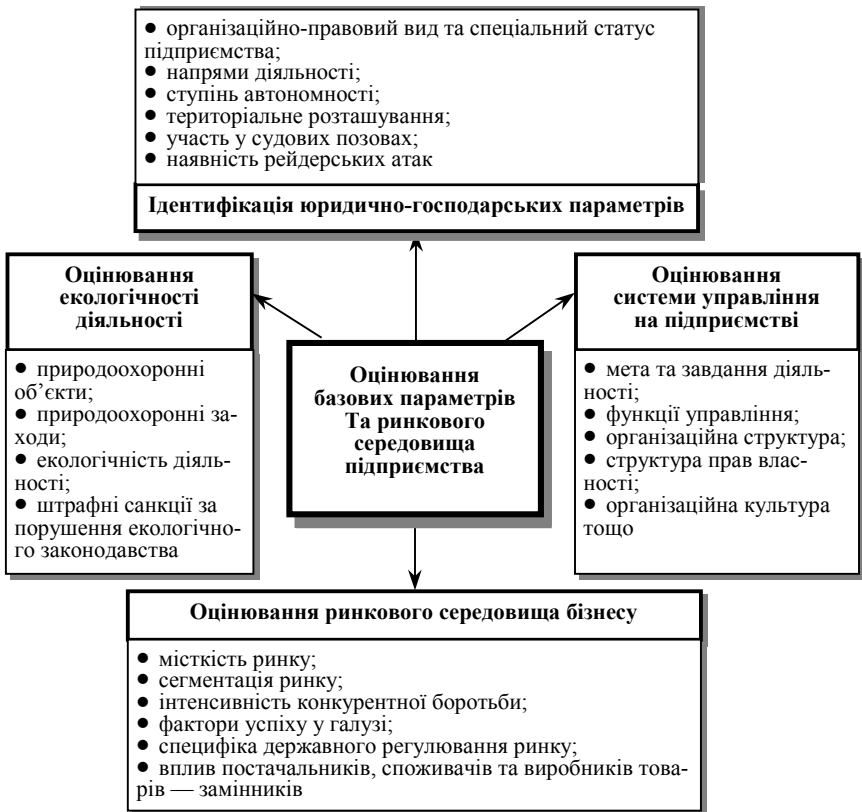 ● організаційно-правовий вид та спеціальний статус
підприємства;
● напрями діяльності;
● ступінь автономності;
● територіальне розташування;
● участь у судових позовах;
● наявність рейдерських атак
Ідентифікація юридично-господарських параметрів
Оцінювання
екологічності
діяльності
● природоохоронні
об’єкти;
● природоохоронні за-
ходи;
● екологічність діяль-
ності;
● штрафні санкції за
порушення екологічно-
го законодавства
Оцінювання
базових параметрів
Та ринкового
середовища
підприємства
Оцінювання
системи управління
на підприємстві
● мета та завдання діяль-
ності;
● функції управління;
● організаційна структура;
● структура прав влас-
ності;
● організаційна культура
тощо
Оцінювання ринкового середовища бізнесу
● місткість ринку;
● сегментація ринку;
● інтенсивність конкурентної боротьби;
● фактори успіху у галузі;
● специфіка державного регулювання ринку;
● вплив постачальників, споживачів та виробників това-
рів — замінників